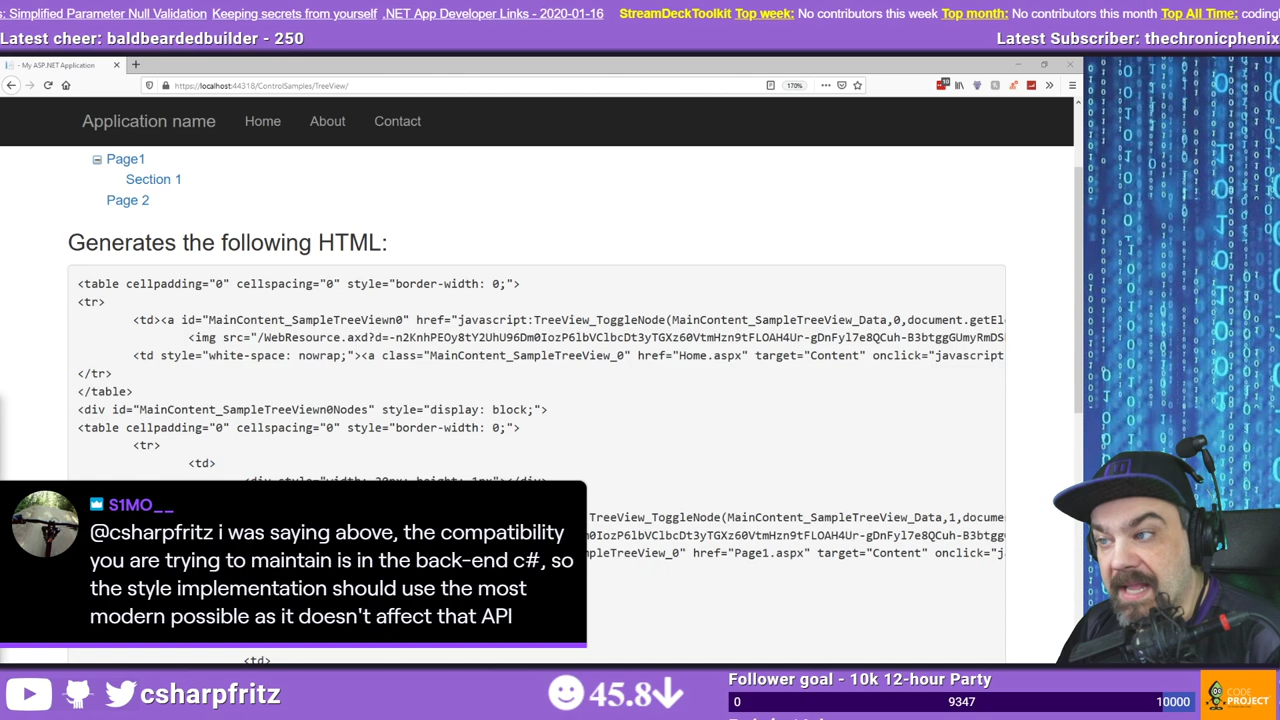 s: Simplified Parameter Null Validation Keeping secrets from yourself .NET App Developer Links - 2020-01-16 StreamDeckToolkit Top week: No contributors this week Top month: No contributors this month Top All Time: coding
Latest cheer: baldbeardedbuilder - 250
Latest Subscriber: thechronicphenix
- My ASP.NET Application
https://localhost:44318/ControlSamples/TreeView/
170%
Application name Home About Contact
Page1
Section 1
Page 2
Generates the following HTML:
<table cellpadding="0" cellspacing="0" style="border-width: 0;">
<tr>
<td><a id="MainContent_SampleTreeViewn0" href="javascript:TreeView_ToggleNode(MainContent_SampleTreeView_Data,0,document.getEl
<td style="white-space: nowrap;"><a class="MainContent_SampleTreeView_0" href="Home.aspx" target="Content" onclick="javascript
</tr>
</table>
<div id="MainContent_SampleTreeViewn0Nodes" style="display: block;">
<table cellpadding="0" cellspacing="0" style="border-width: 0;">
<tr>
<td>
TreeView_ToggleNode(MainContent_SampleTreeView_Data,1,docume
pleTreeView_0" href="Page1.aspx" target="Content" onclick="j
<td>
S1MO__
@csharpfritz i was saying above, the compatibility
you are trying to maintain is in the back-end c#, so
the style implementation should use the most
modern possible as it doesn't affect that API
csharpfritz
45.8
Follower goal - 10k 12-hour Party
0 9347 10000
CODE
PROJECT